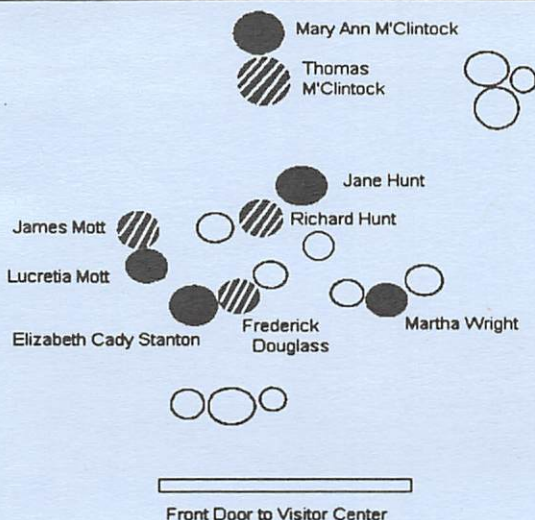 Mary Ann M'Clintock
Thomas
M'Clintock
Jane Hunt
Richard Hunt
James Mott
Lucretia Mott
Elizabeth Cady Stanton
Frederick
Douglass
Martha Wright
Front Door to Visitor Center